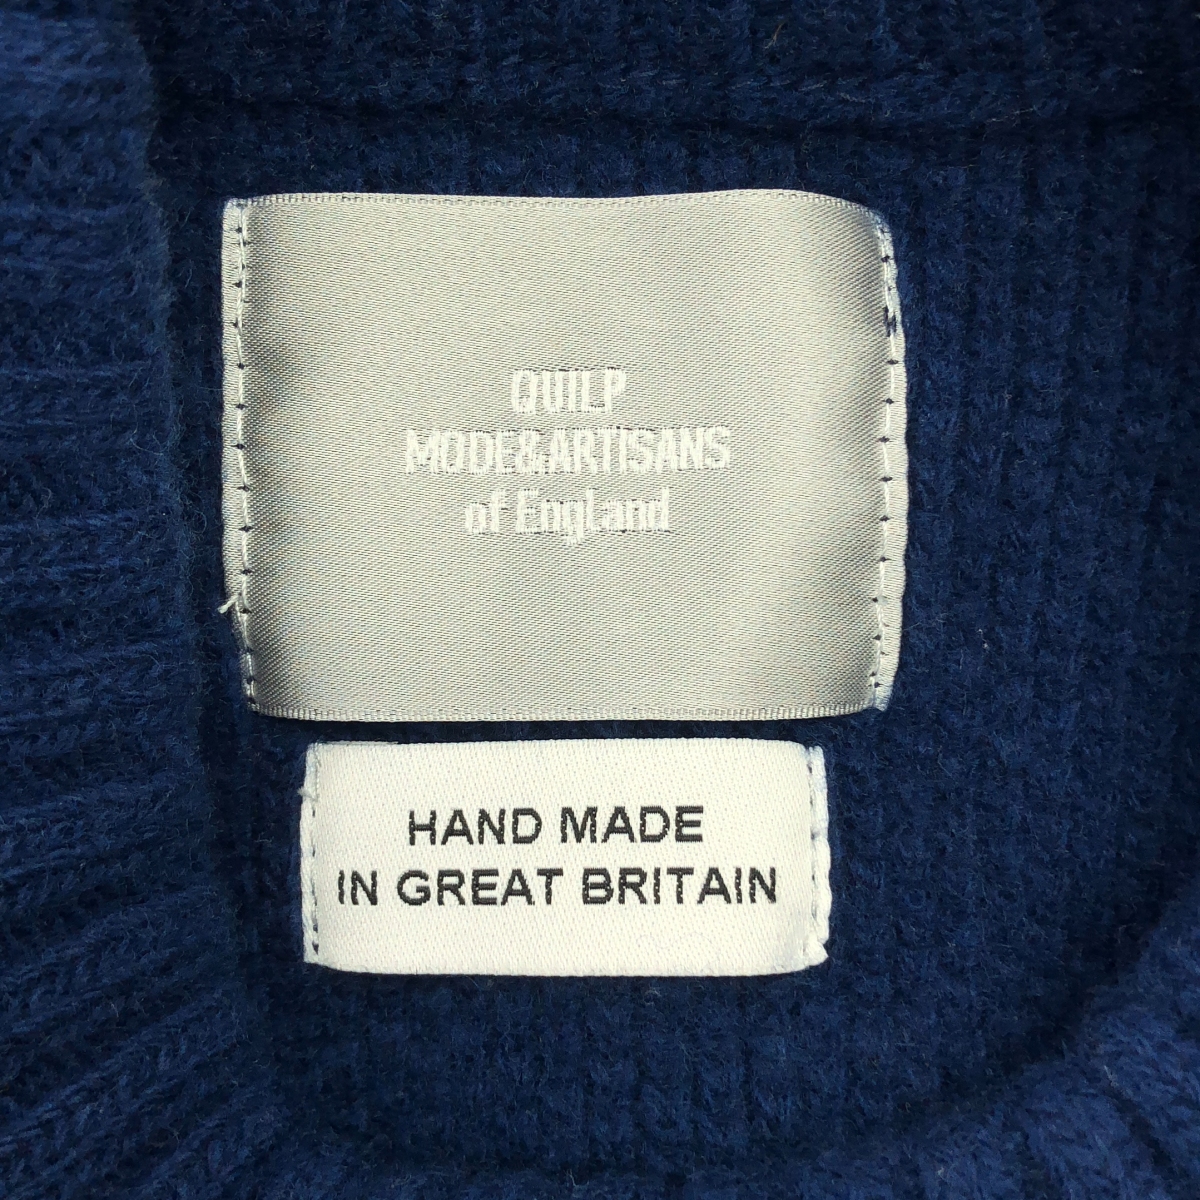 QUILP
MODE&ARTISANS
of England
HAND MADE
IN GREAT BRITAIN